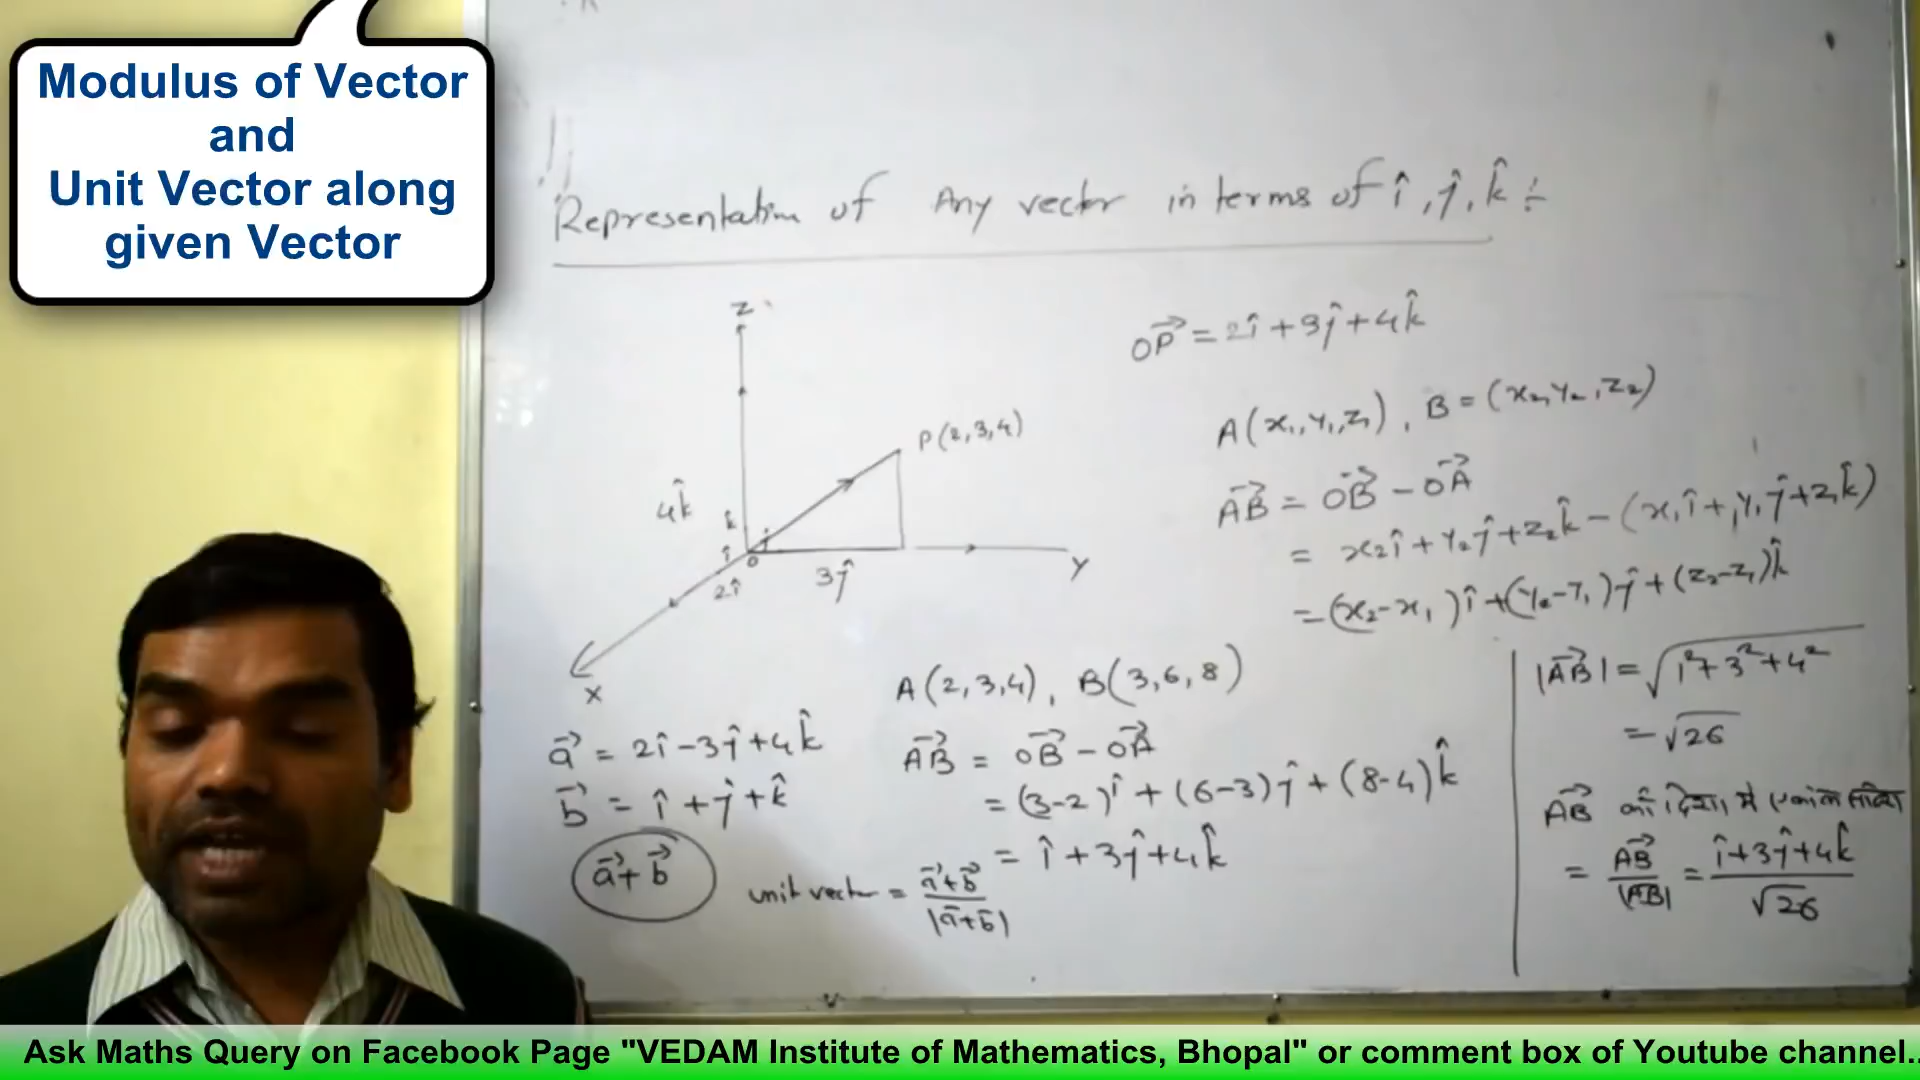 Modulus of Vector
and
Unit Vector along
given Vector
Representation of Any vector in terms of î, ĵ, k̂ :-
Z
P(2,3,4)
4k̂
k̂
î
j
o
2î
3ĵ
Y
X
OP⃗ = 2î + 3ĵ + 4k̂
A(x₁, y₁, z₁), B = (x₂, y₂, z₂)
AB⃗ = OB⃗ - OA⃗
= x₂î + y₂ĵ + z₂k̂ - (x₁î + y₁ĵ + z₁k̂)
= (x₂-x₁)î + (y₂-y₁)ĵ + (z₂-z₁)k̂
A(2,3,4), B(3,6,8)
AB⃗ = OB⃗ - OA⃗
= (3-2)î + (6-3)ĵ + (8-4)k̂
= î + 3ĵ + 4k̂
a⃗ = 2î - 3ĵ + 4k̂
b⃗ = î + ĵ + k̂
a⃗ + b⃗
unit vector = a⃗+b⃗ / |a⃗+b⃗|
|AB⃗| = √1²+3²+4²
= √26
AB⃗ की दिशा में एकांक सदिश
= AB⃗ / |AB| = î+3ĵ+4k̂ / √26
Ask Maths Query on Facebook Page "VEDAM Institute of Mathematics, Bhopal" or comment box of Youtube channel..